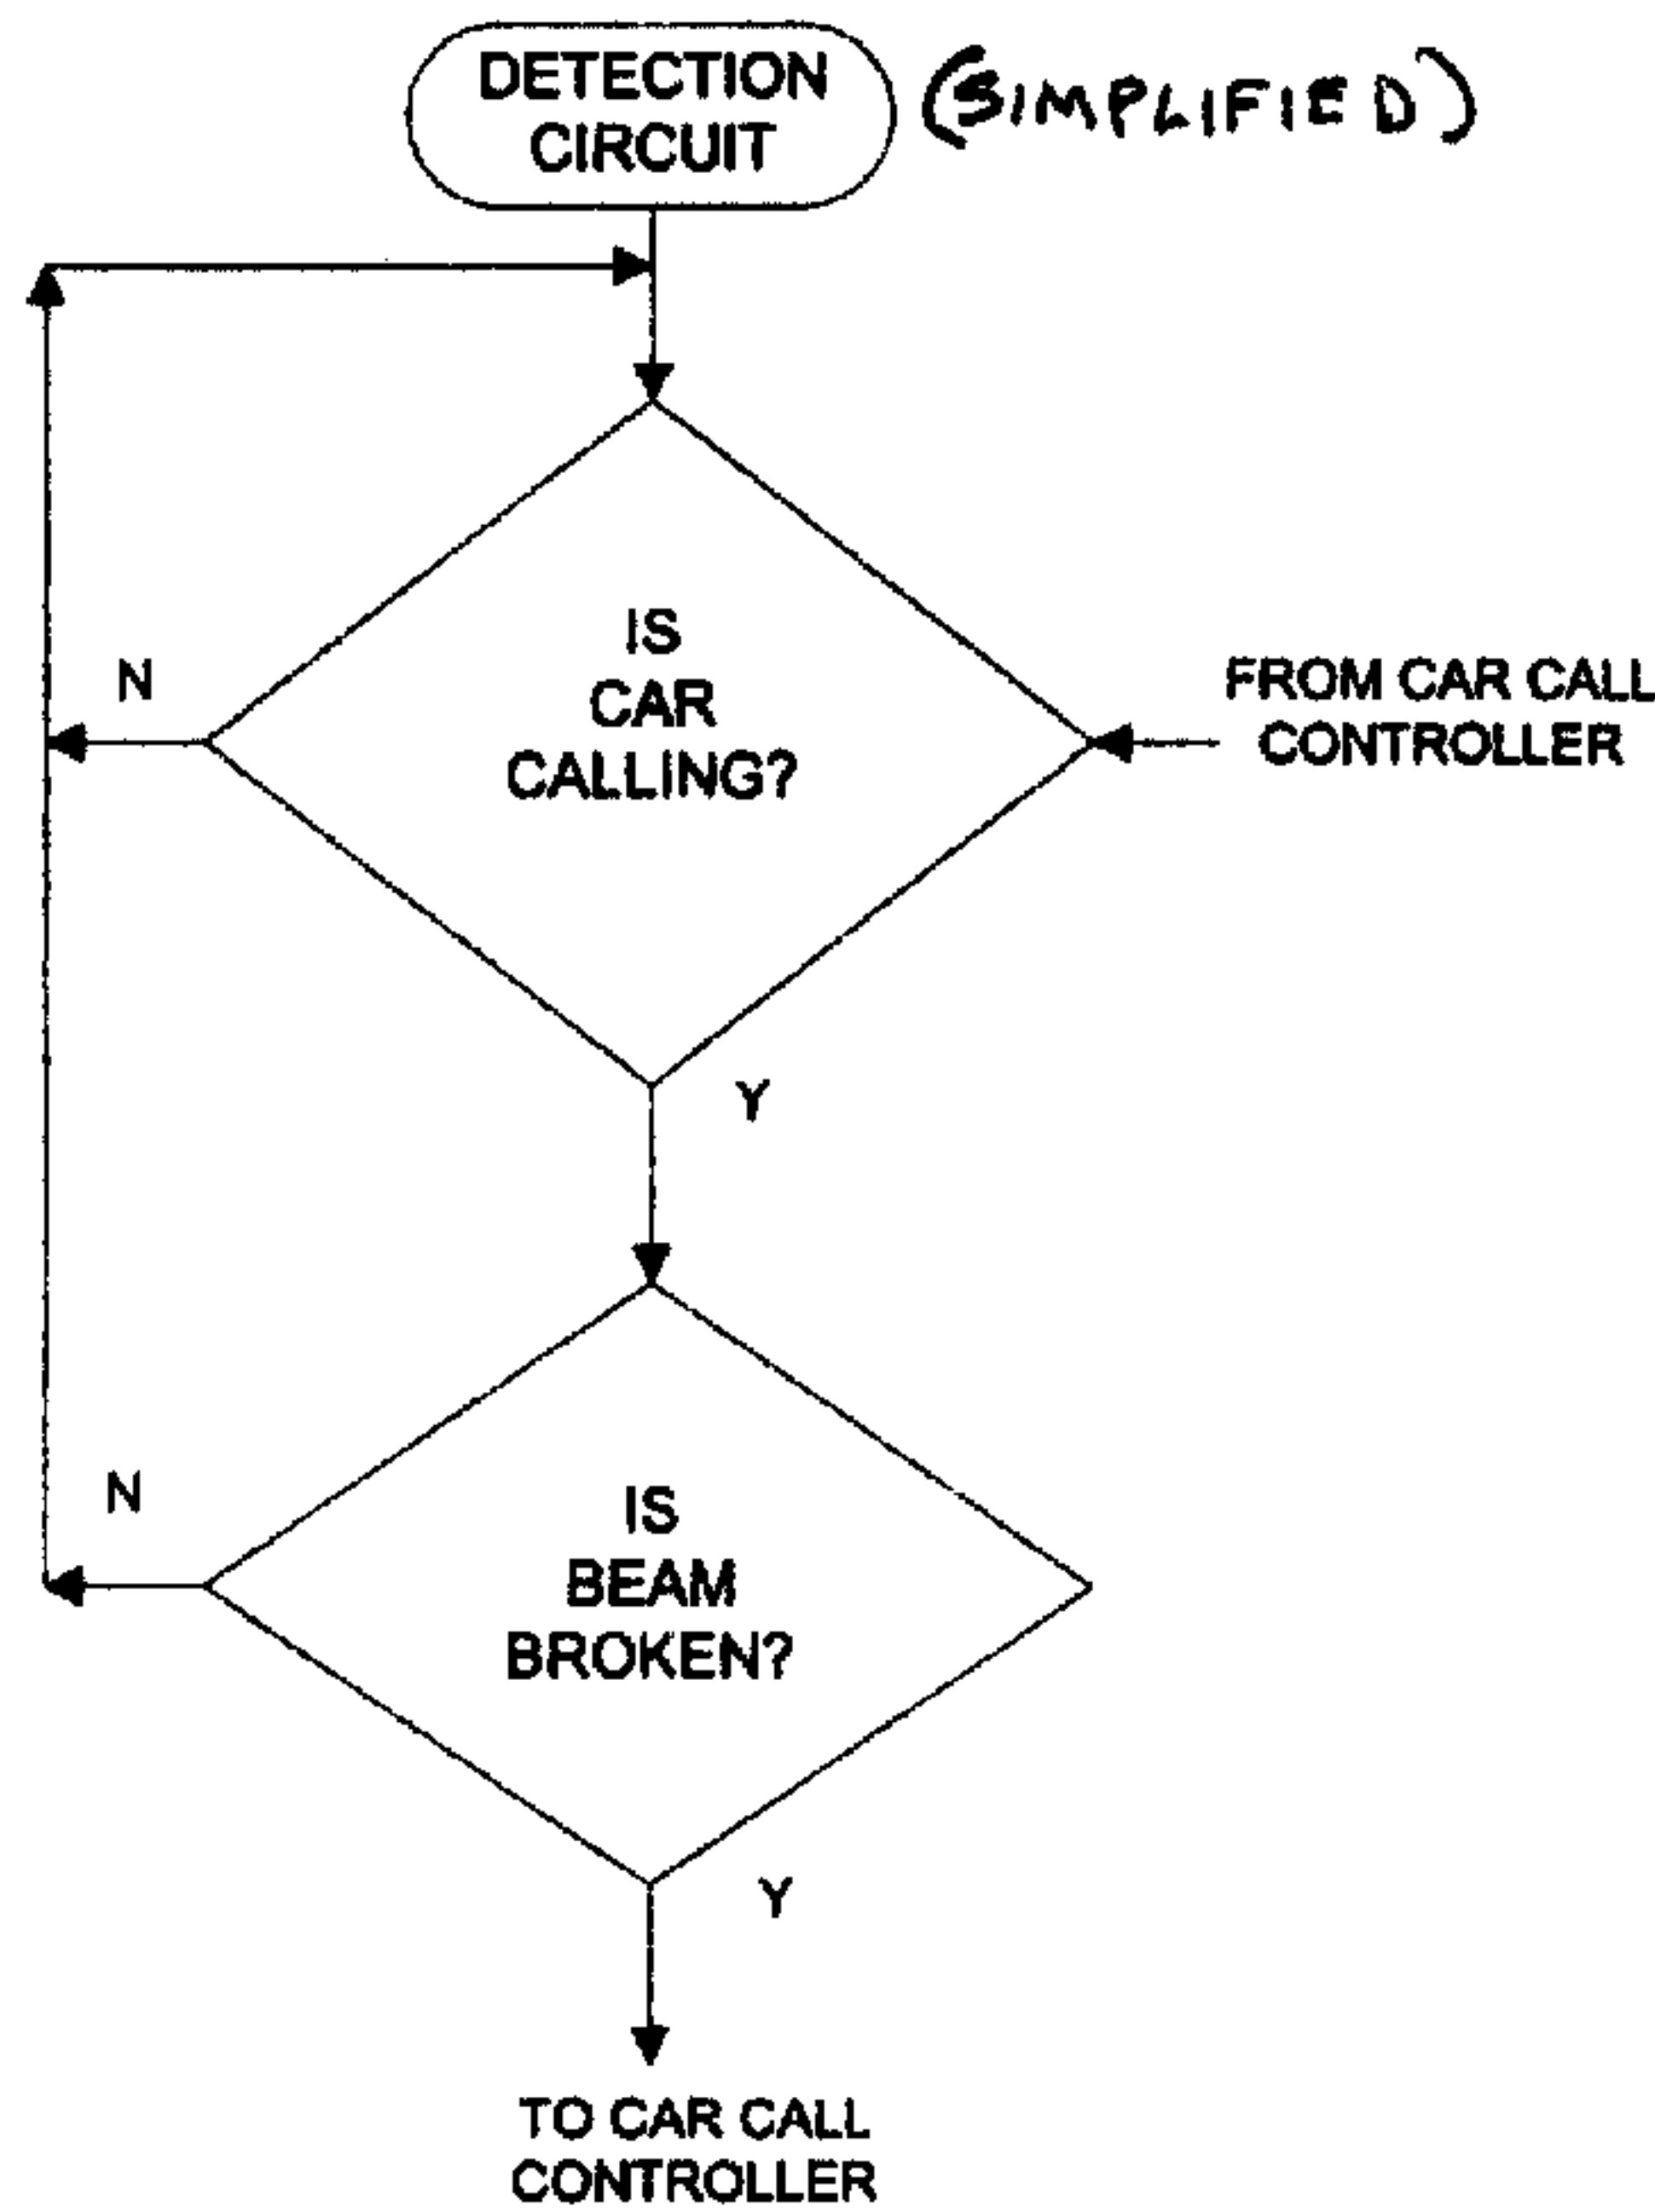 DETECTION
CIRCUIT
(SIMPLIFIED)
IS
CAR
CALLING?
N
FROM CAR CALL
CONTROLLER
Y
IS
BEAM
BROKEN?
N
Y
TO CAR CALL
CONTROLLER